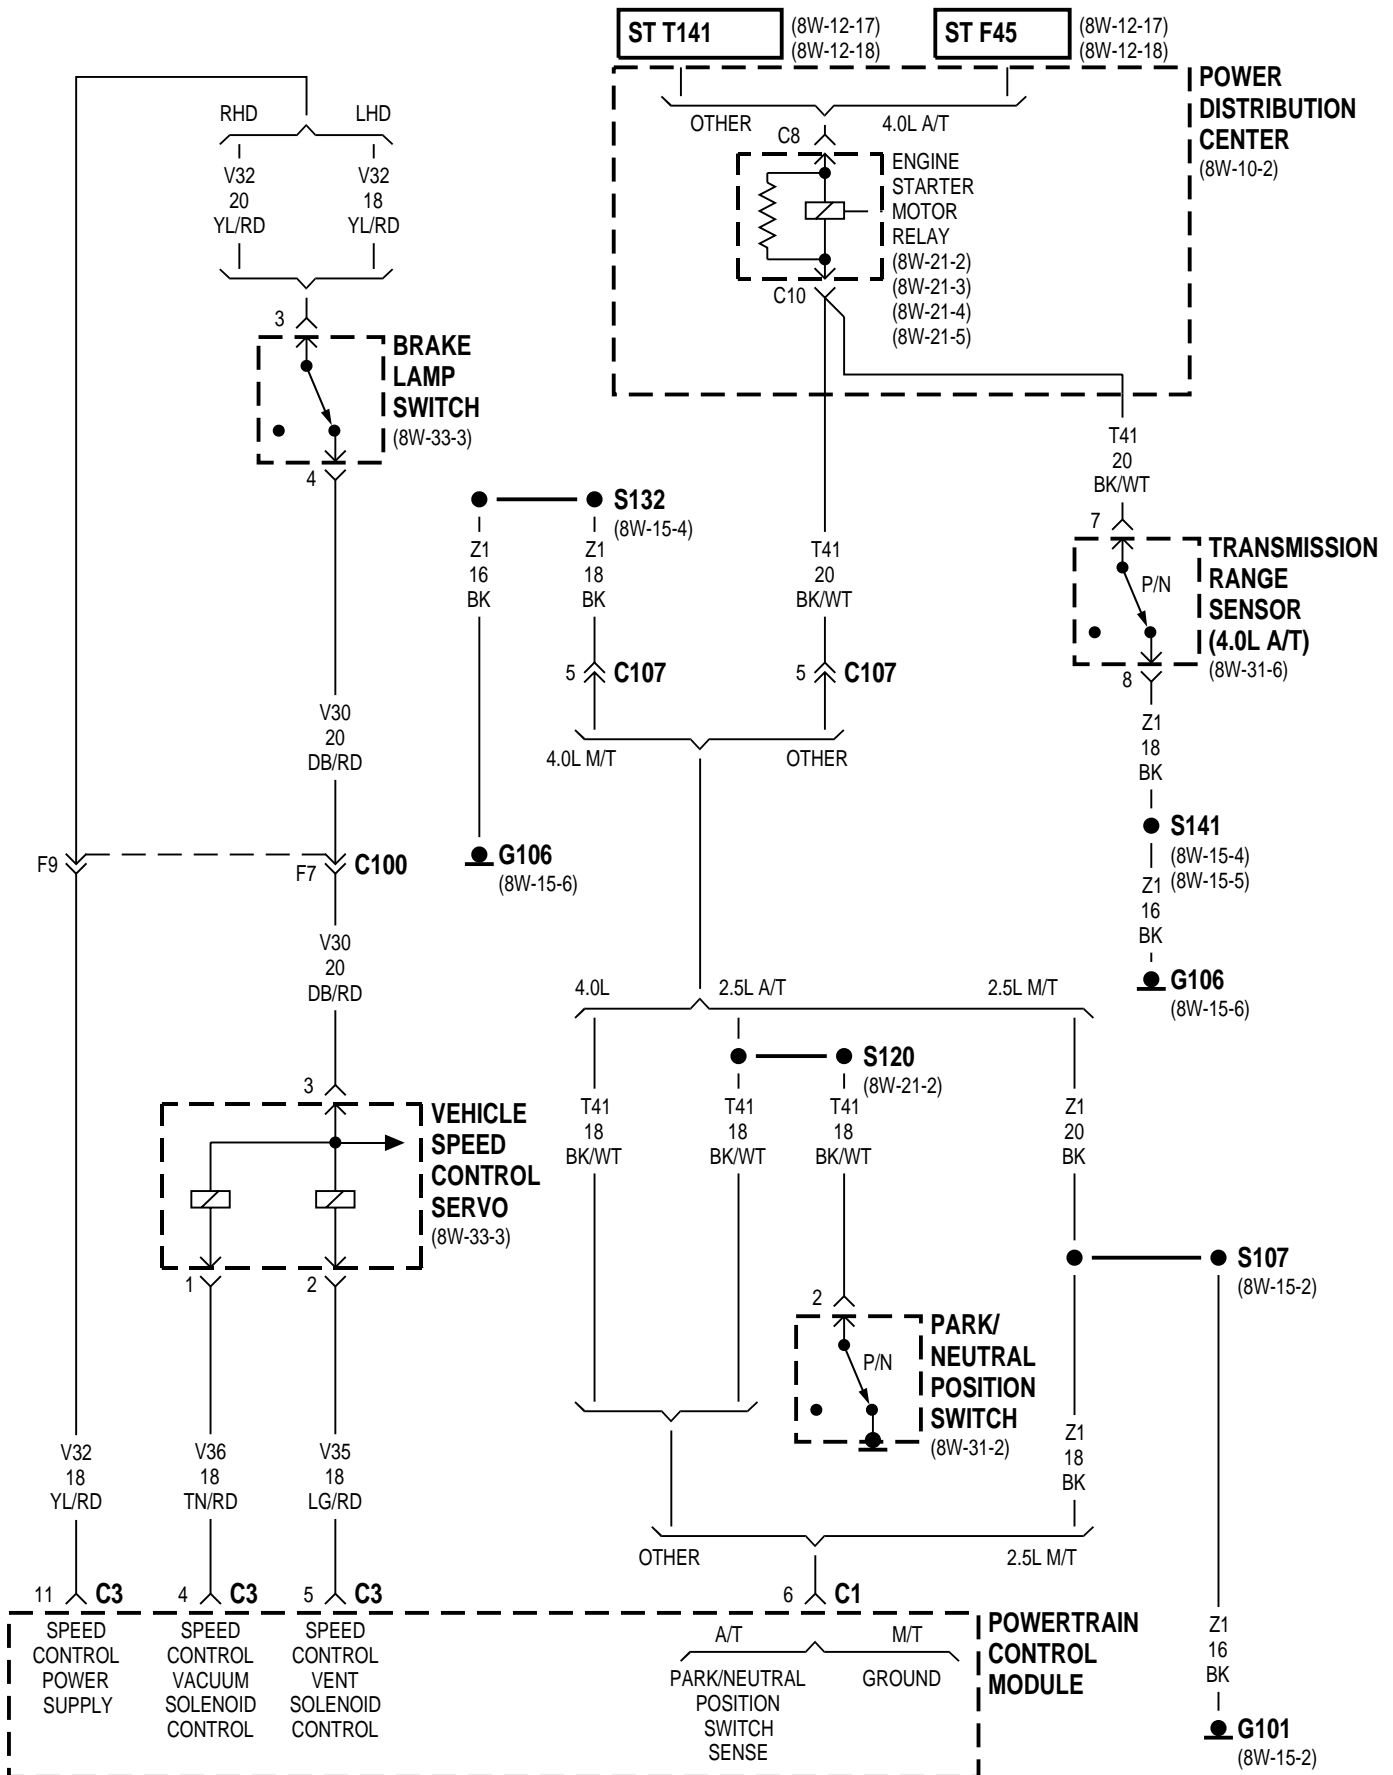 ST T141
(8W-12-17)
(8W-12-18)
ST F45
(8W-12-17)
(8W-12-18)
POWER
DISTRIBUTION
CENTER
(8W-10-2)
RHD
LHD
OTHER
4.0L A/T
C8
V32
20
YL/RD
V32
18
YL/RD
ENGINE
STARTER
MOTOR
RELAY
(8W-21-2)
(8W-21-3)
(8W-21-4)
(8W-21-5)
C10
3
BRAKE
LAMP
SWITCH
(8W-33-3)
4
T41
20
BK/WT
7
S132
(8W-15-4)
Z1
16
BK
Z1
18
BK
T41
20
BK/WT
TRANSMISSION
RANGE
SENSOR
(4.0L A/T)
(8W-31-6)
P/N
8
5
C107
5
C107
V30
20
DB/RD
4.0L M/T
OTHER
Z1
18
BK
S141
(8W-15-4)
(8W-15-5)
F9
F7
C100
G106
(8W-15-6)
Z1
16
BK
V30
20
DB/RD
G106
(8W-15-6)
4.0L
2.5L A/T
2.5L M/T
S120
(8W-21-2)
3
VEHICLE
SPEED
CONTROL
SERVO
(8W-33-3)
T41
18
BK/WT
T41
18
BK/WT
T41
18
BK/WT
Z1
20
BK
1
2
S107
(8W-15-2)
2
PARK/
NEUTRAL
POSITION
SWITCH
(8W-31-2)
P/N
V32
18
YL/RD
V36
18
TN/RD
V35
18
LG/RD
Z1
18
BK
OTHER
2.5L M/T
11
C3
4
C3
5
C3
6
C1
SPEED
CONTROL
POWER
SUPPLY
SPEED
CONTROL
VACUUM
SOLENOID
CONTROL
SPEED
CONTROL
VENT
SOLENOID
CONTROL
A/T
M/T
PARK/NEUTRAL
POSITION
SWITCH
SENSE
GROUND
POWERTRAIN
CONTROL
MODULE
Z1
16
BK
G101
(8W-15-2)